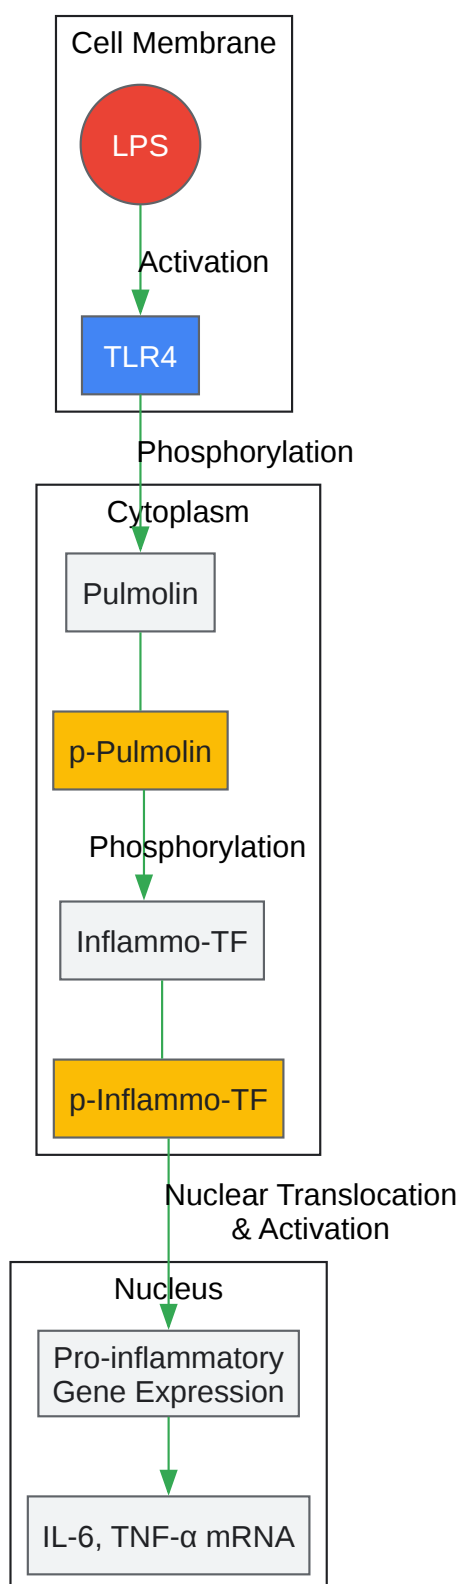 Cell Membrane
LPS
Activation
TLR4
Phosphorylation
Cytoplasm
Pulmolin
p-Pulmolin
Phosphorylation
Inflammo-TF
p-Inflammo-TF
Nuclear Translocation
& Activation
Nucleus
Pro-inflammatory
Gene Expression
IL-6, TNF-α mRNA